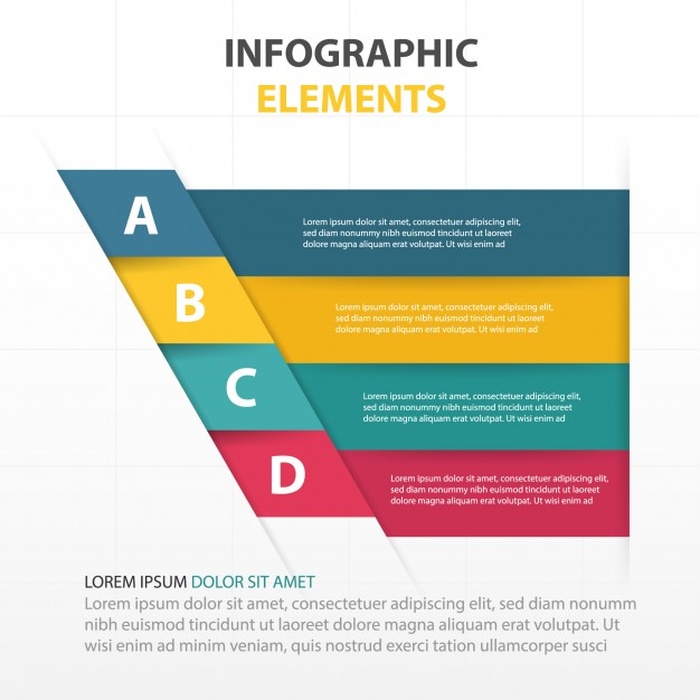 INFOGRAPHIC
ELEMENTS
A
Lorem ipsum dolor sit amet, consectetuer adipiscing elit,
sed diam nonummy nibh euismod tincidunt ut laoreet
dolore magna aliquam erat volutpat. Ut wisi enim ad
B
Lorem ipsum dolor sit amet, consectetuer adipiscing elit,
sed diam nonummy nibh euismod tincidunt ut laoreet
dolore magna aliquam erat volutpat. Ut wisi enim ad
C
Lorem ipsum dolor sit amet, consectetuer adipiscing elit,
sed diam nonummy nibh euismod tincidunt ut laoreet
dolore magna aliquam erat volutpat. Ut wisi enim ad
D
Lorem ipsum dolor sit amet, consectetuer adipiscing elit,
sed diam nonummy nibh euismod tincidunt ut laoreet
dolore magna aliquam erat volutpat. Ut wisi enim ad
LOREM IPSUM DOLOR SIT AMET
Lorem ipsum dolor sit amet, consectetuer adipiscing elit, sed diam nonumm
nibh euismod tincidunt ut laoreet dolore magna aliquam erat volutpat. Ut
wisi enim ad minim veniam, quis nostrud exerci tation ullamcorper susci